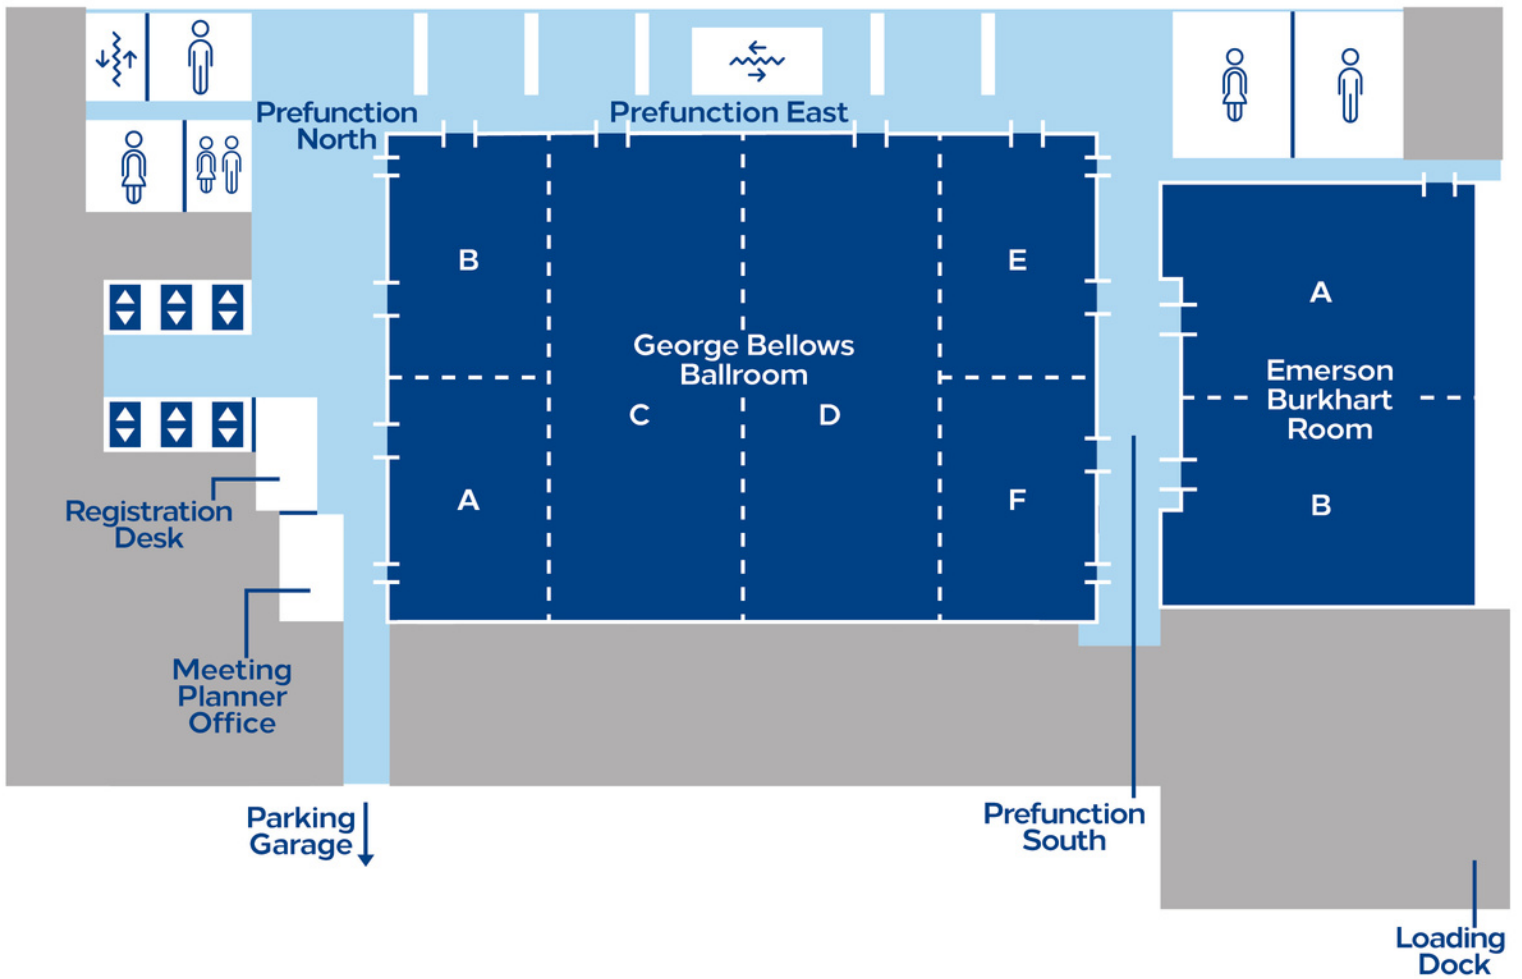 Prefunction
North
Prefunction East
B
E
A
George Bellows
Ballroom
Emerson
Burkhart
Room
C
D
A
F
B
Registration
Desk
Meeting
Planner
Office
Parking
Garage
Prefunction
South
Loading
Dock